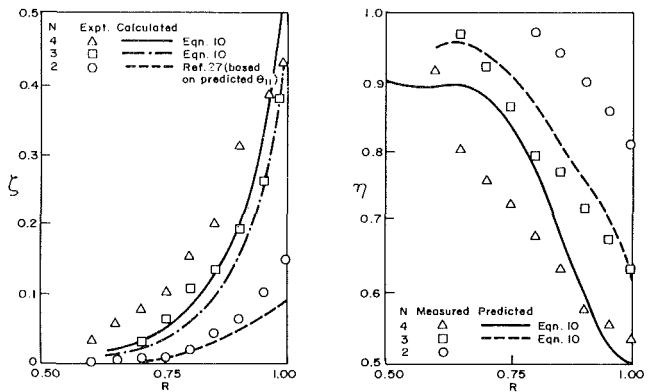 N Expt. Calculated
4 △ Eqn. 10
3 □ Eqn. 10
2 ○ Ref. 27 (based
on predicted θ11)
0.5
0.4
0.3
0.2
0.1
0
ζ
0.50 0.75 1.00
R
1.0
0.9
0.8
0.7
0.6
0.5
η
N Measured Predicted
4 △ Eqn. 10
3 □ Eqn. 10
2 ○
0.50 0.75 1.00
R